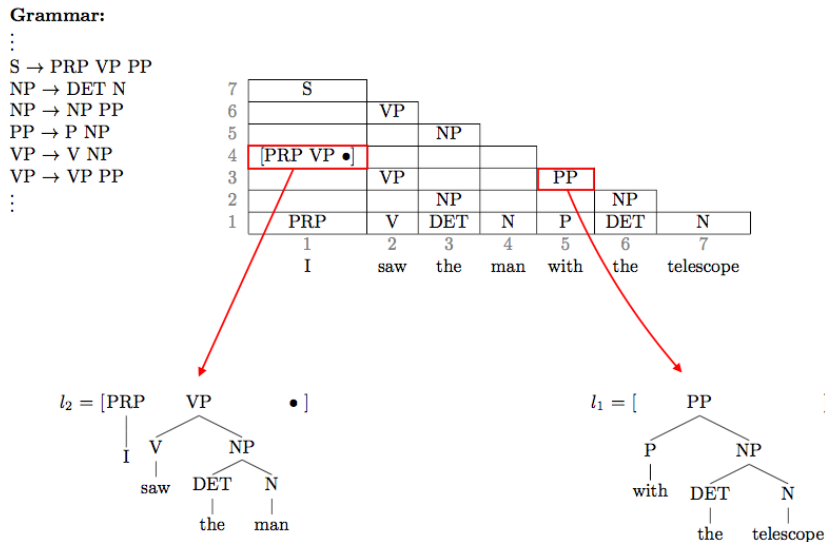 Grammar:
⋮
S → PRP VP PP
NP → DET N
NP → NP PP
PP → P NP
VP → V NP
VP → VP PP
⋮
7 S
6 VP
5 NP
4 [PRP VP ●]
3 VP PP
2 NP NP
1 PRP V DET N P DET N
1 2 3 4 5 6 7
I saw the man with the telescope
l₂ = [PRP VP ● ]
I V NP
saw DET N
the man
l₁ = [ PP ]
P NP
with DET N
the telescope